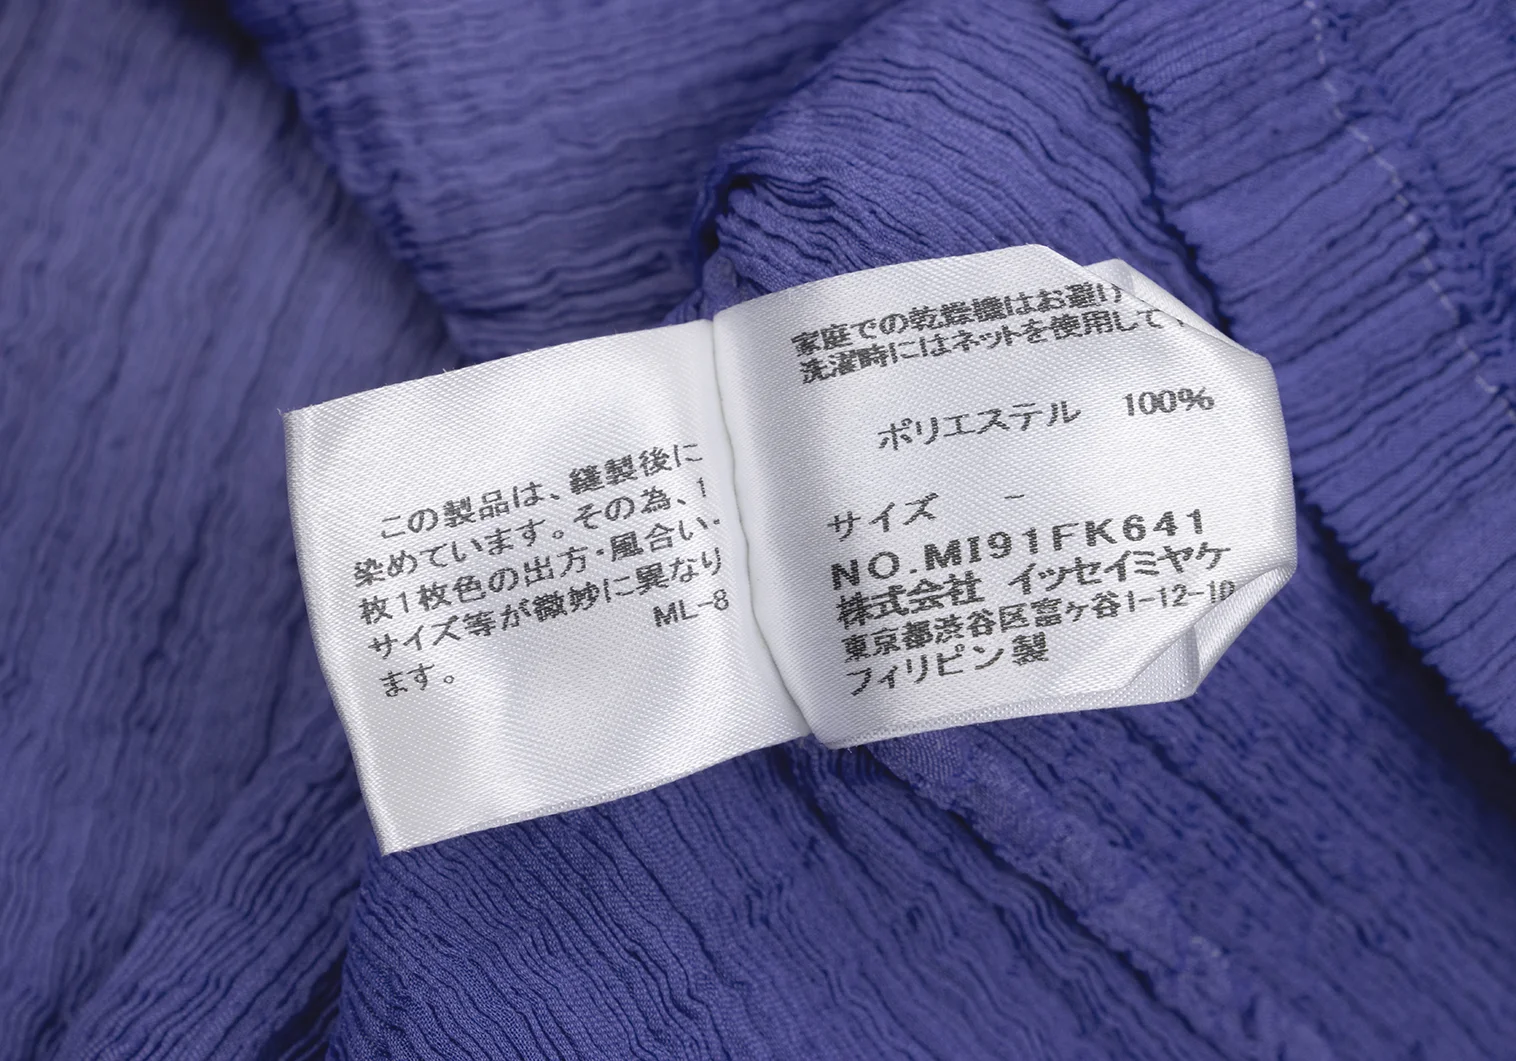 この製品は、縫製後に
染めています。その為、1
枚1枚色の出方・風合い・
サイズ等が微妙に異なり
ます。
ML-8
家庭での乾燥機はお避け
洗濯時にはネットを使用して
ポリエステル 100%
サイズ -
NO.MI91FK641
株式会社 イッセイミヤケ
東京都渋谷区富ヶ谷1-12-10
フィリピン製